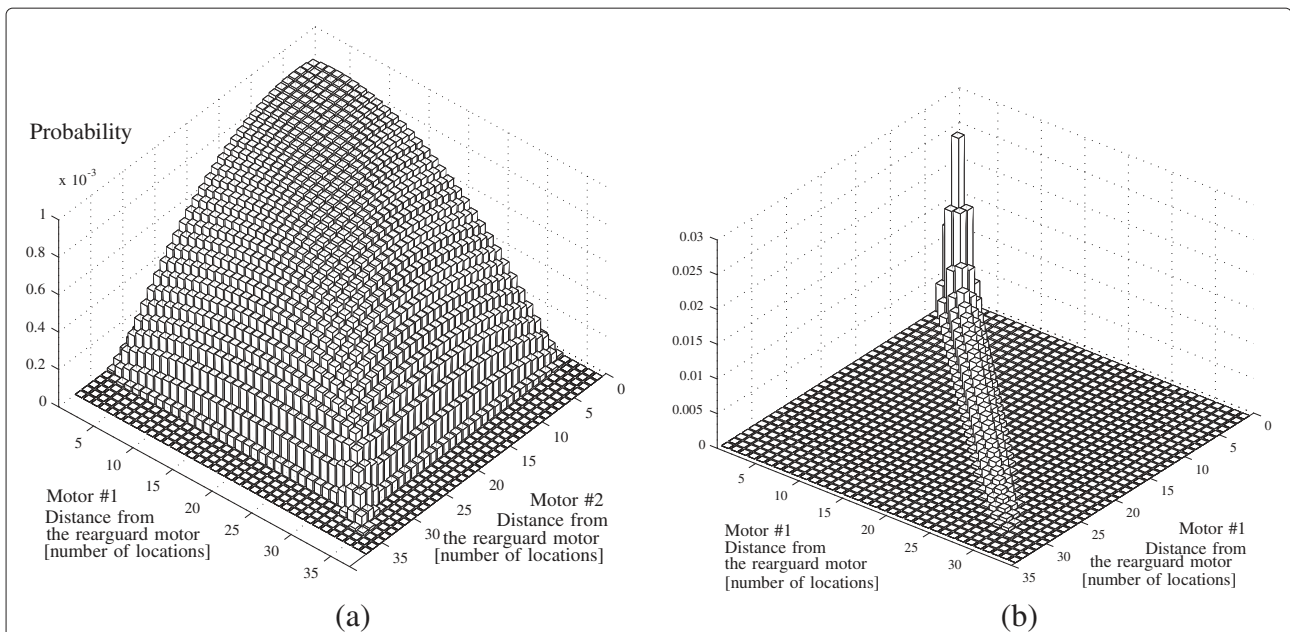 Probability
x 10⁻³
1
0.8
0.6
0.4
0.2
0
5
10
15
20
25
30
35
0
5
10
15
20
25
30
35
Motor #1
Distance from
the rearguard motor
[number of locations]
Motor #2
Distance from
the rearguard motor
[number of locations]
(a)
0.03
0.025
0.02
0.015
0.01
0.005
0
5
10
15
20
25
30
0
5
10
15
20
25
30
35
Motor #1
Distance from
the rearguard motor
[number of locations]
Motor #1
Distance from
the rearguard motor
[number of locations]
(b)